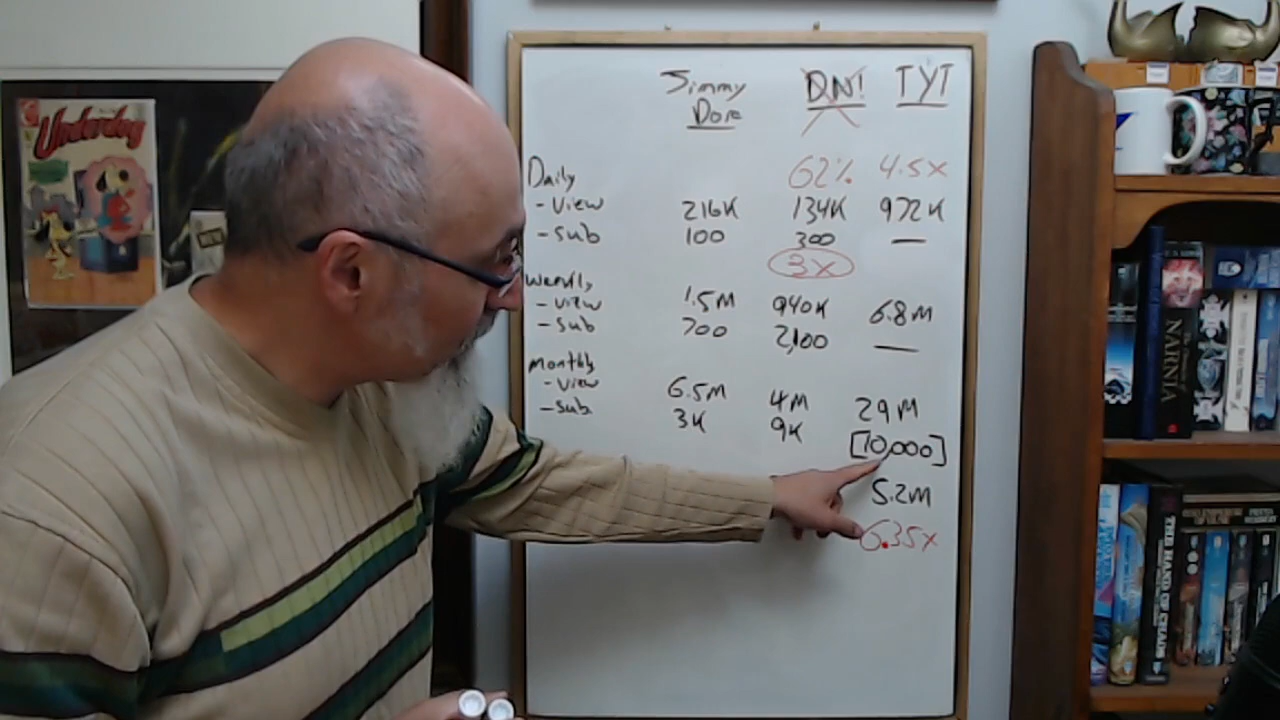 Underdog
Jimmy Dore
DN!
TYT
Daily
62% 4.5x
-View 216K 134K 972K
-Sub 100 300 —
3x
Weekly
-View 1.5M 940K 6.8M
-Sub 700 2,100 —
Monthly
-View 6.5M 4M 29M
-Sub 3K 9K [10,000]
5.2M
6.35x
NARNIA
THE HAND OF CHAOS